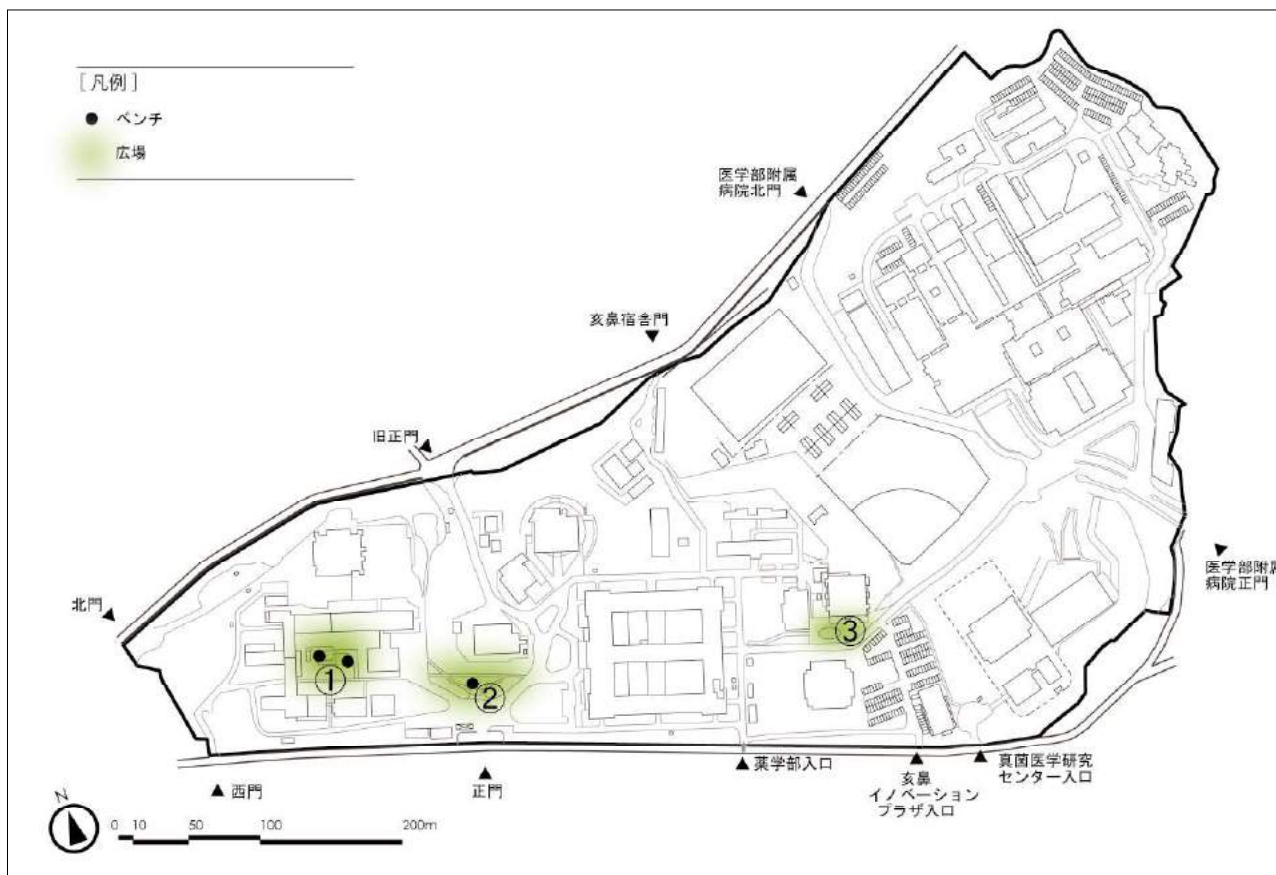 [凡例]
ベンチ
広場
医学部附属
病院北門
亥鼻宿舎門
旧正門
北門
医学部附属
病院正門
①
②
③
西門
正門
薬学部入口
亥鼻
イノベーション
プラザ入口
真菌医学研究
センター入口
N
0 10 50 100 200m